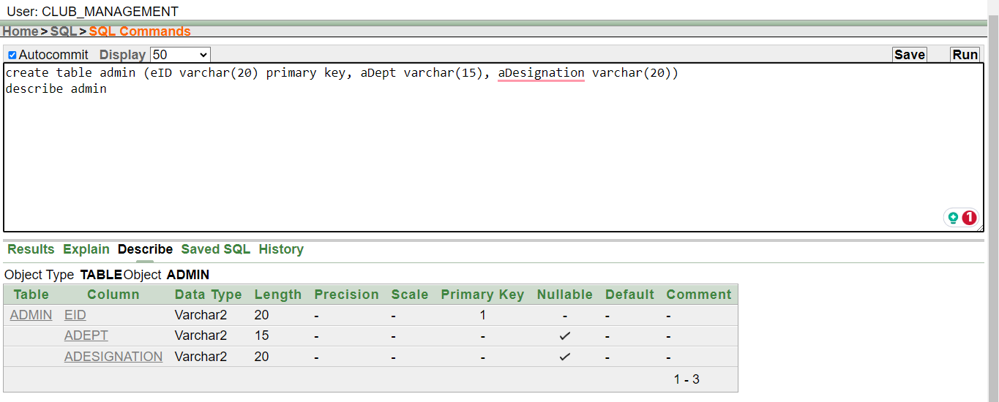 User: CLUB_MANAGEMENT
Home > SQL > SQL Commands
Autocommit Display 50 Save Run
create table admin (eID varchar(20) primary key, aDept varchar(15), aDesignation varchar(20))
describe admin
1
Results Explain Describe Saved SQL History
Object Type TABLE Object ADMIN
Table Column Data Type Length Precision Scale Primary Key Nullable Default Comment
ADMIN EID Varchar2 20 - - 1 - - -
ADEPT Varchar2 15 - - - ✓ - -
ADESIGNATION Varchar2 20 - - - ✓ - -
1 - 3